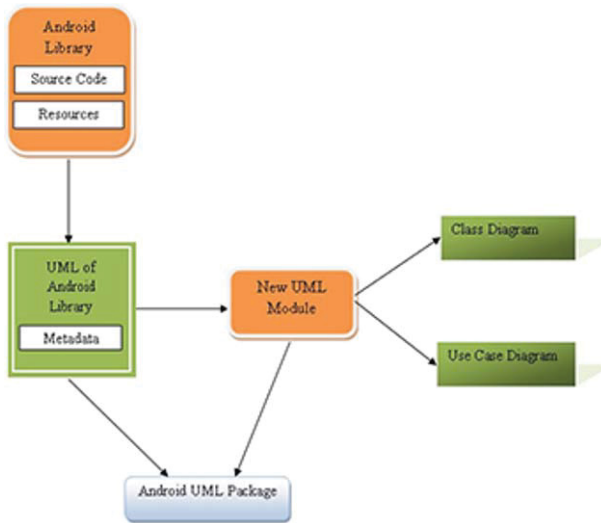 Android
Library
Source Code
Resources
UML of
Android
Library
Metadata
New UML
Module
Class Diagram
Use Case Diagram
Android UML Package